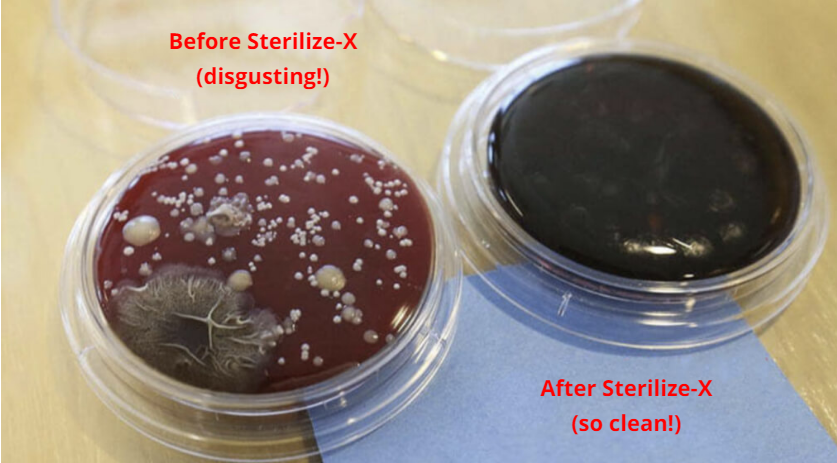 Before Sterilize-X
(disgusting!)
After Sterilize-X
(so clean!)